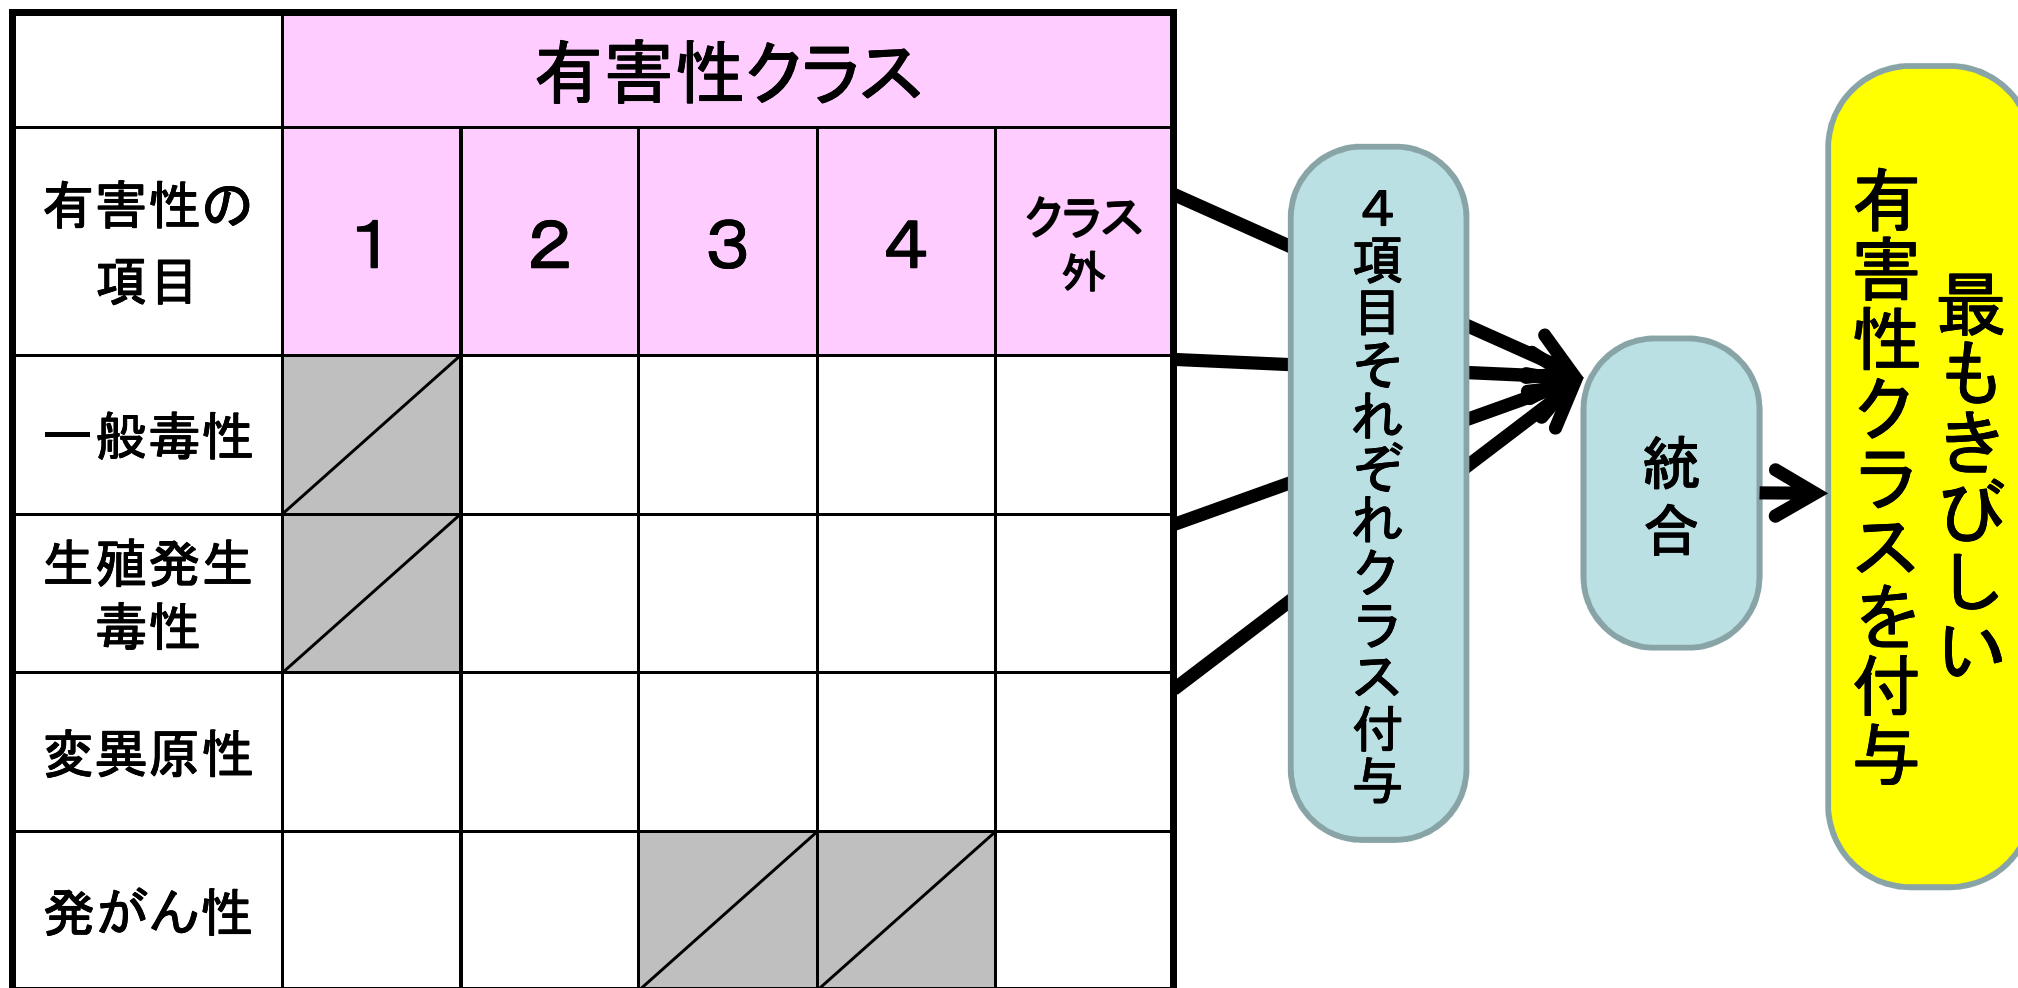 有害性クラス
有害性の
項目
1
2
3
4
クラス
外
一般毒性
生殖発生
毒性
変異原性
発がん性
4項目それぞれクラス付与
統合
最もきびしい
有害性クラスを付与